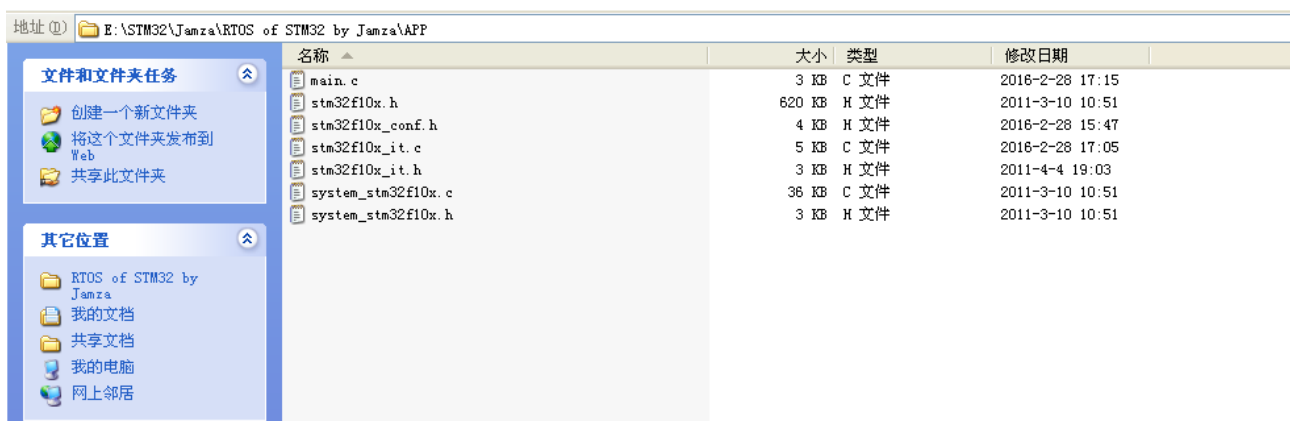 地址(D) E:\STM32\Jamza\RTOS of STM32 by Jamza\APP
名称 大小 类型 修改日期
main.c 3 KB C 文件 2016-2-28 17:15
stm32f10x.h 620 KB H 文件 2011-3-10 10:51
stm32f10x_conf.h 4 KB H 文件 2016-2-28 15:47
stm32f10x_it.c 5 KB C 文件 2016-2-28 17:05
stm32f10x_it.h 3 KB H 文件 2011-4-4 19:03
system_stm32f10x.c 36 KB C 文件 2011-3-10 10:51
system_stm32f10x.h 3 KB H 文件 2011-3-10 10:51
文件和文件夹任务
创建一个新文件夹
将这个文件夹发布到
Web
共享此文件夹
其它位置
RTOS of STM32 by
Jamza
我的文档
共享文档
我的电脑
网上邻居